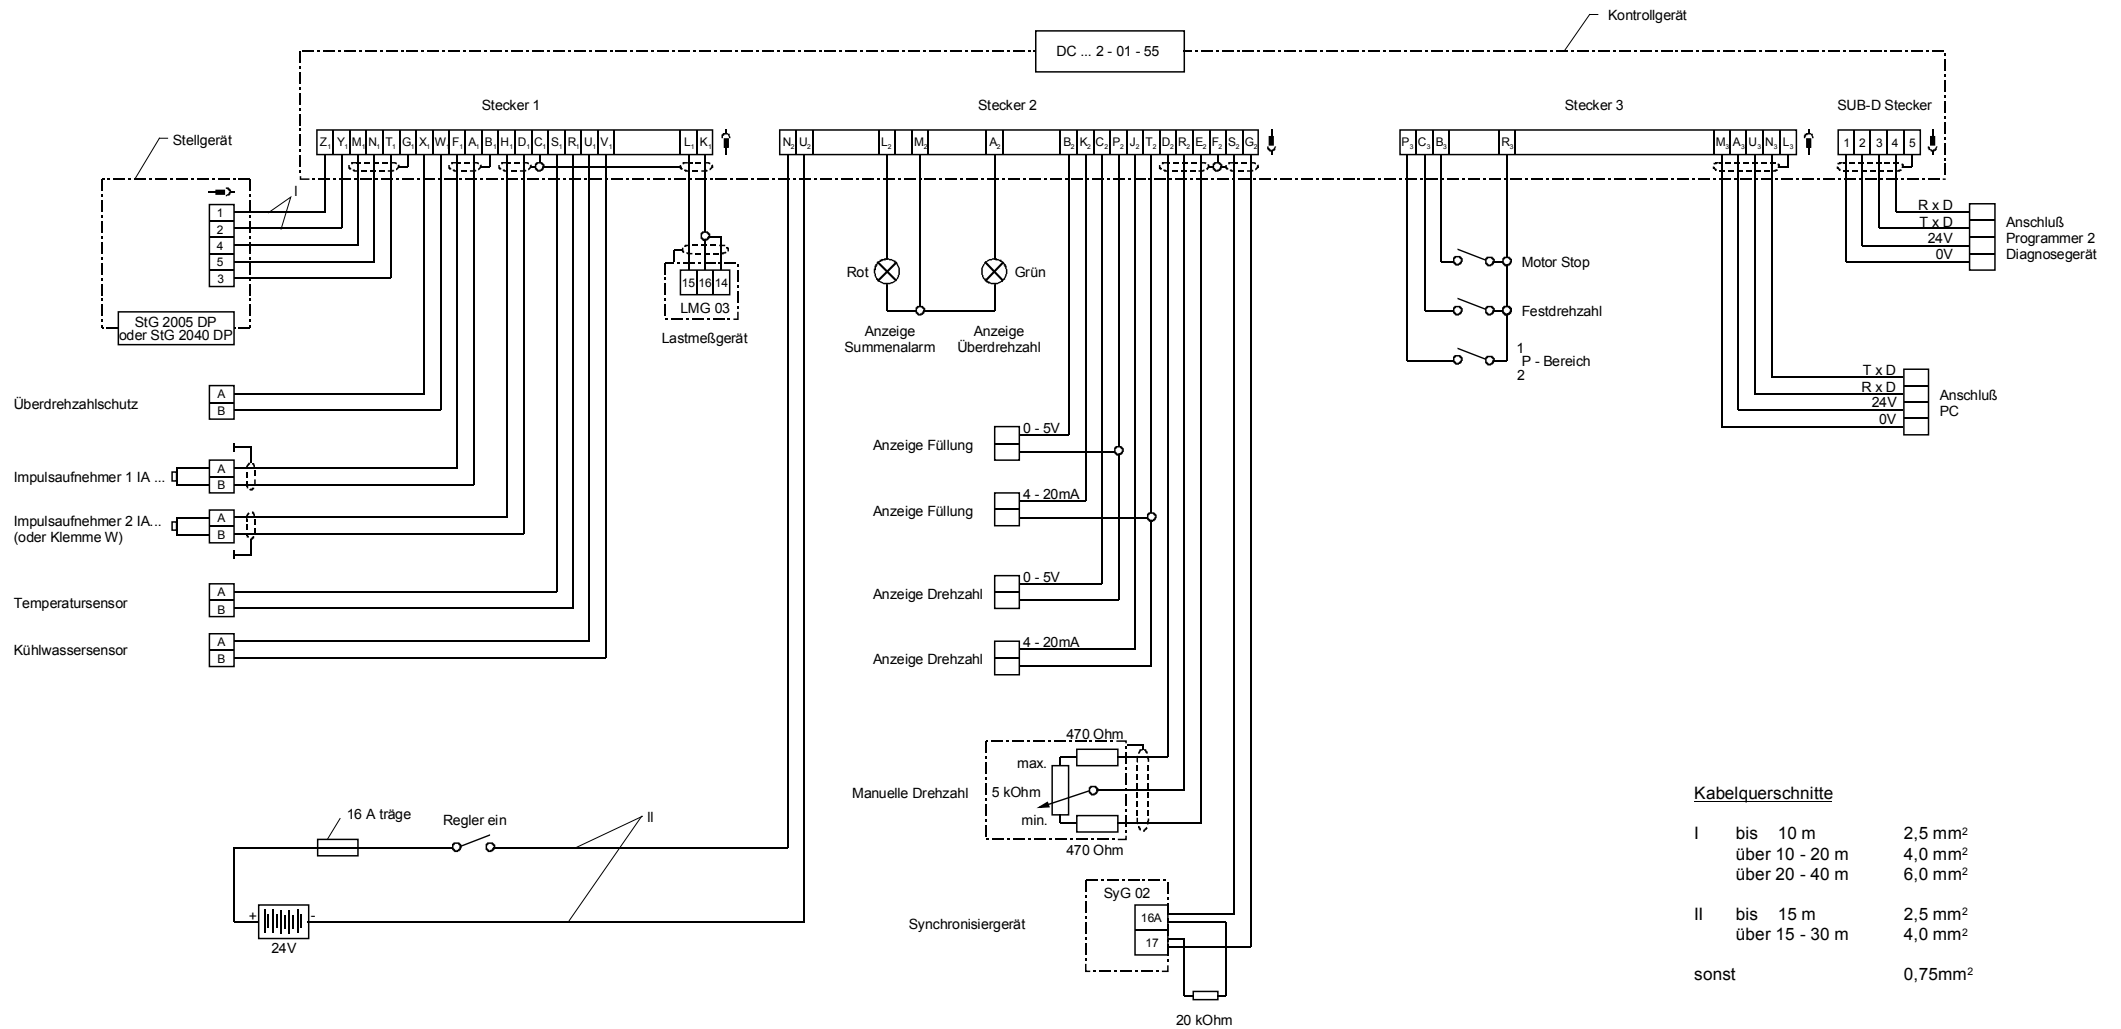 Kontrollgerät
DC ... 2 - 01 - 55
Stecker 1
Stecker 2
Stecker 3
SUB-D Stecker
Stellgerät
Z1 Y1 M1 N1 T1 G1 X1 W1 F1 A1 B1 H1 D1 C1 S1 R1 U1 V1 L1 K1
N2 U2 L2 M2 A2 B2 K2 C2 P2 J2 T2 D2 R2 E2 F2 S2 G2
P3 C3 B3 R3 M3 A3 U3 N3 L3
1 2 3 4 5
I
1
2
4
5
3
StG 2005 DP
oder StG 2040 DP
R x D
T x D
24V
0V
Anschluß
Programmer 2
Diagnosegerät
15 16 14
LMG 03
Lastmeßgerät
Rot
Grün
Anzeige
Summenalarm
Anzeige
Überdrehzahl
Motor Stop
Festdrehzahl
1
P - Bereich
2
T x D
R x D
24V
0V
Anschluß
PC
Überdrehzahlschutz
A
B
Impulsaufnehmer 1 IA ...
A
B
Impulsaufnehmer 2 IA...
(oder Klemme W)
A
B
Temperatursensor
A
B
Kühlwassersensor
A
B
Anzeige Füllung
0 - 5V
Anzeige Füllung
4 - 20mA
Anzeige Drehzahl
0 - 5V
Anzeige Drehzahl
4 - 20mA
470 Ohm
max.
Manuelle Drehzahl
5 kOhm
min.
470 Ohm
16 A träge
Regler ein
II
+
-
24V
SyG 02
Synchronisiergerät
16A
17
20 kOhm
Kabelquerschnitte
I bis 10 m 2,5 mm²
über 10 - 20 m 4,0 mm²
über 20 - 40 m 6,0 mm²
II bis 15 m 2,5 mm²
über 15 - 30 m 4,0 mm²
sonst 0,75mm²